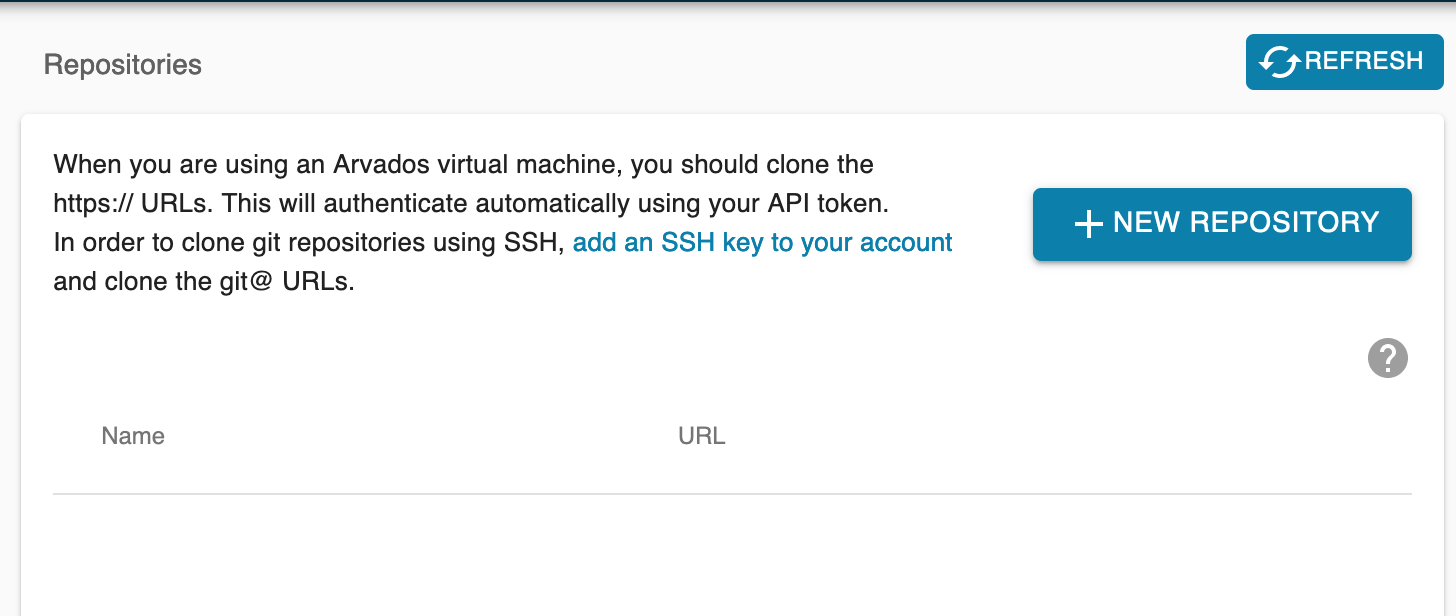 Repositories
REFRESH
When you are using an Arvados virtual machine, you should clone the
https:// URLs. This will authenticate automatically using your API token.
In order to clone git repositories using SSH, add an SSH key to your account
and clone the git@ URLs.
NEW REPOSITORY
?
Name URL